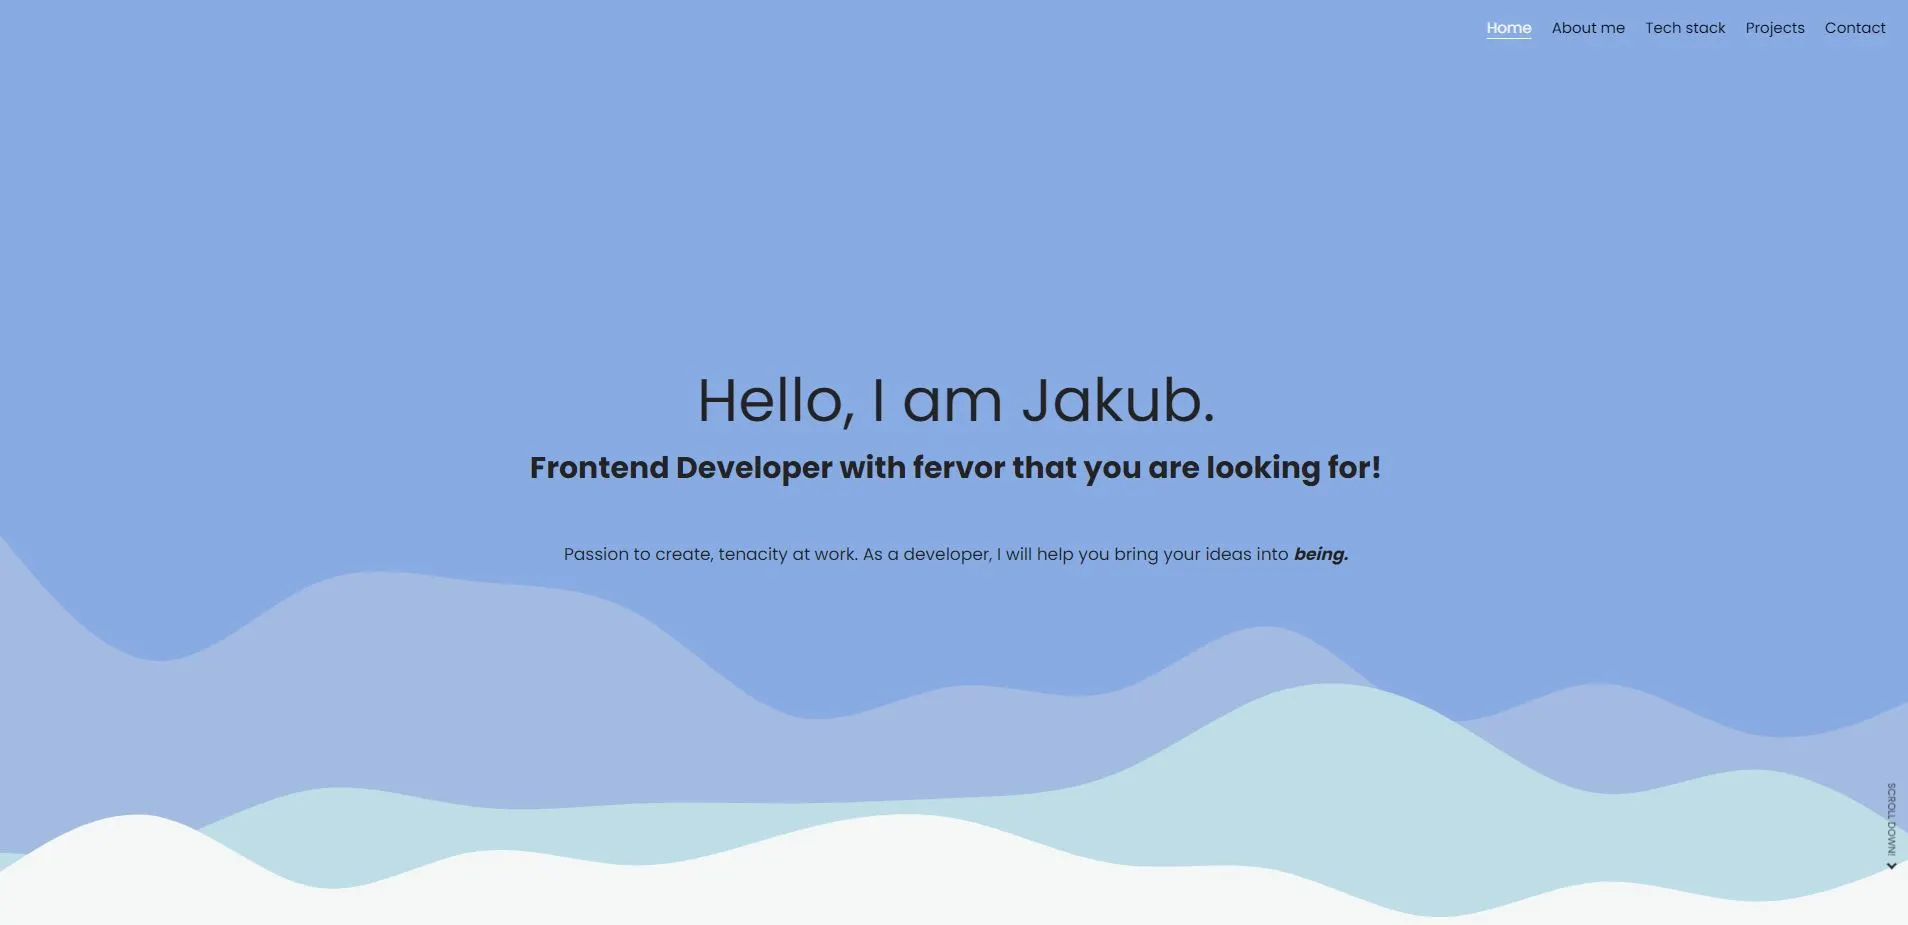 Home About me Tech stack Projects Contact
Hello, I am Jakub.
Frontend Developer with fervor that you are looking for!
Passion to create, tenacity at work. As a developer, I will help you bring your ideas into being.
SCROLL DOWN!